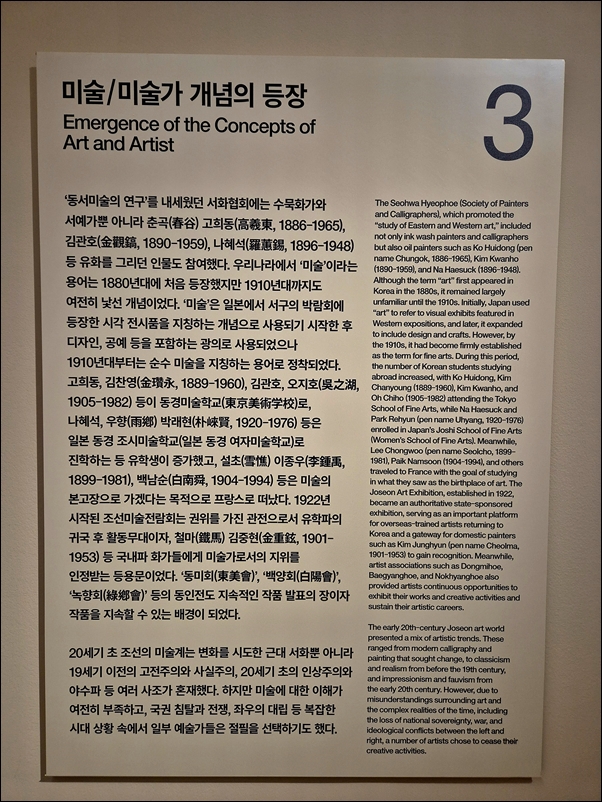 미술/미술가 개념의 등장
Emergence of the Concepts of
Art and Artist
3
'동서미술의 연구'를 내세웠던 서화협회에는 수묵화가와
서예가뿐 아니라 춘곡(春谷) 고희동(高羲東, 1886-1965),
김관호(金觀鎬, 1890-1959), 나혜석(羅蕙錫, 1896-1948)
등 유화를 그리던 인물도 참여했다. 우리나라에서 '미술'이라는
용어는 1880년대에 처음 등장했지만 1910년대까지도
여전히 낯선 개념이었다. '미술'은 일본에서 서구의 박람회에
등장한 시각 전시품을 지칭하는 개념으로 사용되기 시작한 후
디자인, 공예 등을 포함하는 광의로 사용되었으나
1910년대부터는 순수 미술을 지칭하는 용어로 정착되었다.
고희동, 김찬영(金瓚永, 1889-1960), 김관호, 오지호(吳之湖,
1905-1982) 등이 동경미술학교(東京美術學校)로,
나혜석, 우향(雨鄕) 박래현(朴崍賢, 1920-1976) 등은
일본 동경 조시미술학교(일본 동경 여자미술학교)로
진학하는 등 유학생이 증가했고, 설초(雪憔) 이종우(李鍾禹,
1899-1981), 백남순(白南舜, 1904-1994) 등은 미술의
본고장으로 가겠다는 목적으로 프랑스로 떠났다. 1922년
시작된 조선미술전람회는 권위를 가진 관전으로서 유학파의
귀국 후 활동무대이자, 철마(鐵馬) 김중현(金重鉉, 1901-
1953) 등 국내파 화가들에게 미술가로서의 지위를
인정받는 등용문이었다. '동미회(東美會)', '백양회(白陽會)',
'녹향회(綠鄕會)' 등의 동인전도 지속적인 작품 발표의 장이자
작품을 지속할 수 있는 배경이 되었다.
20세기 초 조선의 미술계는 변화를 시도한 근대 서화뿐 아니라
19세기 이전의 고전주의와 사실주의, 20세기 초의 인상주의와
야수파 등 여러 사조가 혼재했다. 하지만 미술에 대한 이해가
여전히 부족하고, 국권 침탈과 전쟁, 좌우의 대립 등 복잡한
시대 상황 속에서 일부 예술가들은 절필을 선택하기도 했다.
The Seohwa Hyeophoe (Society of Painters
and Calligraphers), which promoted the
"study of Eastern and Western art," included
not only ink wash painters and calligraphers
but also oil painters such as Ko Huidong (pen
name Chungok, 1886-1965), Kim Kwanho
(1890-1959), and Na Haesuck (1896-1948).
Although the term "art" first appeared in
Korea in the 1880s, it remained largely
unfamiliar until the 1910s. Initially, Japan used
"art" to refer to visual exhibits featured in
Western expositions, and later, it expanded
to include design and crafts. However, by
the 1910s, it had become firmly established
as the term for fine arts. During this period,
the number of Korean students studying
abroad increased, with Ko Huidong, Kim
Chanyoung (1889-1960), Kim Kwanho, and
Oh Chiho (1905-1982) attending the Tokyo
School of Fine Arts, while Na Haesuck and
Park Rehyun (pen name Uhyang, 1920-1976)
enrolled in Japan's Joshi School of Fine Arts
(Women's School of Fine Arts). Meanwhile,
Lee Chongwoo (pen name Seolcho, 1899-
1981), Paik Namsoon (1904-1994), and others
traveled to France with the goal of studying
in what they saw as the birthplace of art. The
Joseon Art Exhibition, established in 1922,
became an authoritative state-sponsored
exhibition, serving as an important platform
for overseas-trained artists returning to
Korea and a gateway for domestic painters
such as Kim Junghyun (pen name Cheolma,
1901-1953) to gain recognition. Meanwhile,
artist associations such as Dongmihoe,
Baegyanghoe, and Nokhyanghoe also
provided artists continuous opportunities to
exhibit their works and creative activities and
sustain their artistic careers.
The early 20th-century Joseon art world
presented a mix of artistic trends. These
ranged from modern calligraphy and
painting that sought change, to classicism
and realism from before the 19th century,
and impressionism and fauvism from
the early 20th century. However, due to
misunderstandings surrounding art and
the complex realities of the time, including
the loss of national sovereignty, war, and
ideological conflicts between the left and
right, a number of artists chose to cease their
creative activities.